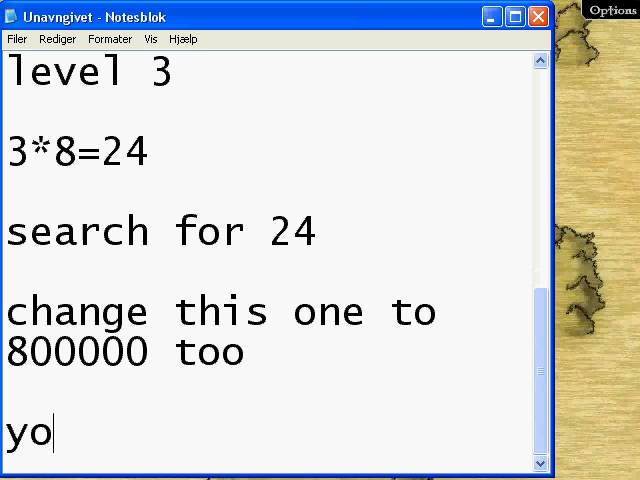 Unavngivet - Notesblok
Options
Filer Rediger Formater Vis Hjælp
level 3
3*8=24
search for 24
change this one to
800000 too
yo